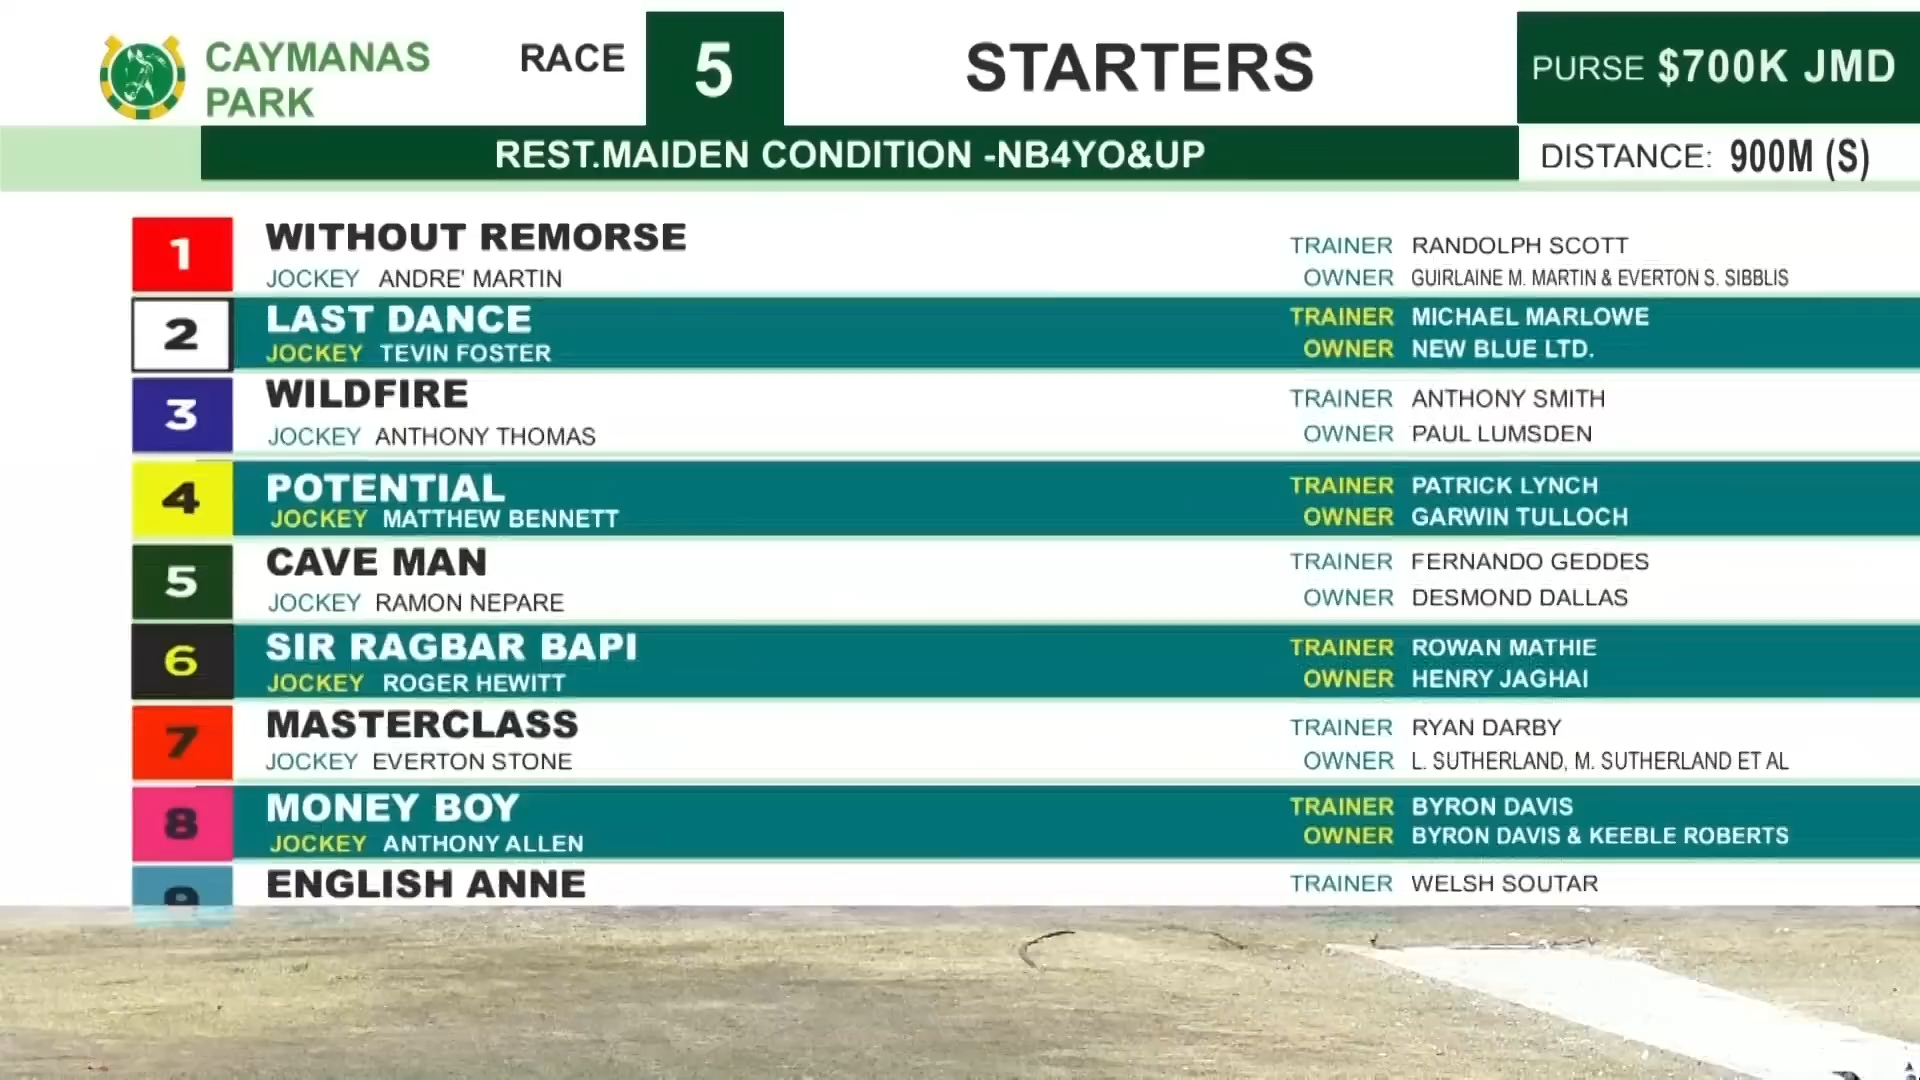 CAYMANAS PARK
RACE 5
STARTERS
PURSE $700K JMD
REST.MAIDEN CONDITION -NB4YO&UP
DISTANCE: 900M (S)
1 WITHOUT REMORSE
JOCKEY ANDRE' MARTIN
TRAINER RANDOLPH SCOTT
OWNER GUIRLAINE M. MARTIN & EVERTON S. SIBBLIS
2 LAST DANCE
JOCKEY TEVIN FOSTER
TRAINER MICHAEL MARLOWE
OWNER NEW BLUE LTD.
3 WILDFIRE
JOCKEY ANTHONY THOMAS
TRAINER ANTHONY SMITH
OWNER PAUL LUMSDEN
4 POTENTIAL
JOCKEY MATTHEW BENNETT
TRAINER PATRICK LYNCH
OWNER GARWIN TULLOCH
5 CAVE MAN
JOCKEY RAMON NEPARE
TRAINER FERNANDO GEDDES
OWNER DESMOND DALLAS
6 SIR RAGBAR BAPI
JOCKEY ROGER HEWITT
TRAINER ROWAN MATHIE
OWNER HENRY JAGHAI
7 MASTERCLASS
JOCKEY EVERTON STONE
TRAINER RYAN DARBY
OWNER L. SUTHERLAND, M. SUTHERLAND ET AL
8 MONEY BOY
JOCKEY ANTHONY ALLEN
TRAINER BYRON DAVIS
OWNER BYRON DAVIS & KEEBLE ROBERTS
9 ENGLISH ANNE
TRAINER WELSH SOUTAR